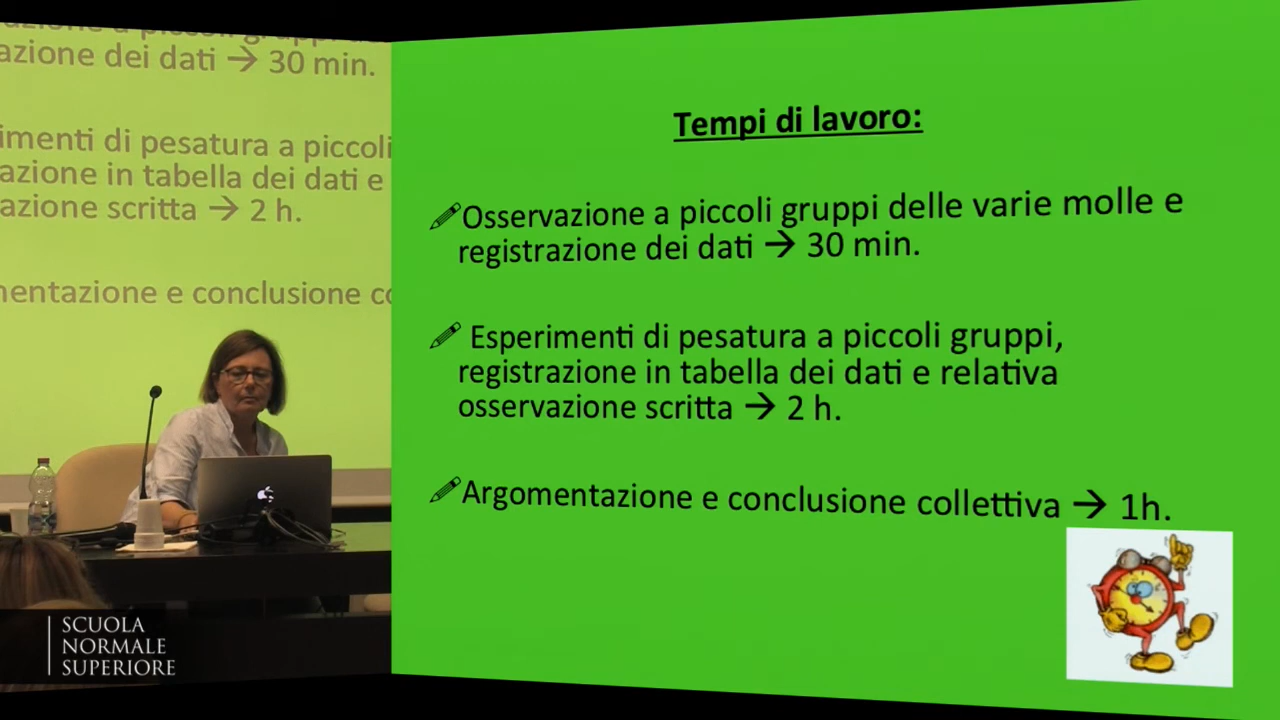 azione dei dati → 30 min.
imenti di pesatura a piccoli
azione in tabella dei dati e
azione scritta → 2 h.
mentazione e conclusione co
Tempi di lavoro:
Osservazione a piccoli gruppi delle varie molle e
registrazione dei dati → 30 min.
Esperimenti di pesatura a piccoli gruppi,
registrazione in tabella dei dati e relativa
osservazione scritta → 2 h.
Argomentazione e conclusione collettiva → 1h.
SCUOLA
NORMALE
SUPERIORE